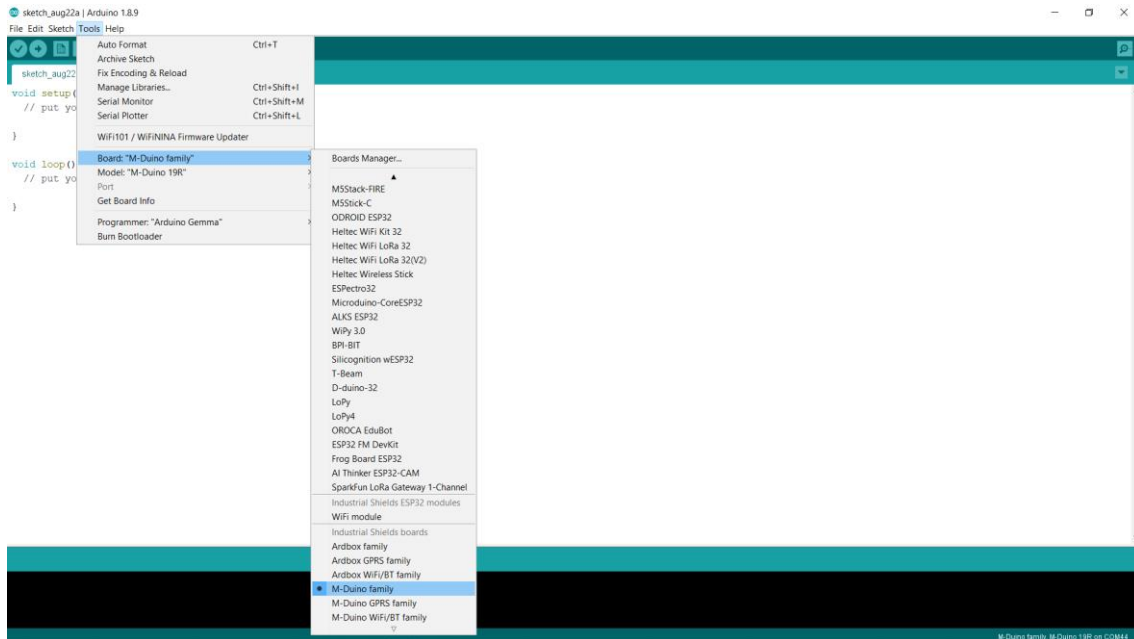 sketch_aug22a | Arduino 1.8.9
File Edit Sketch Tools Help
sketch_aug22
void setup(
// put yo
}
void loop()
// put yo
}
Auto Format Ctrl+T
Archive Sketch
Fix Encoding & Reload
Manage Libraries... Ctrl+Shift+I
Serial Monitor Ctrl+Shift+M
Serial Plotter Ctrl+Shift+L
WiFi101 / WiFiNINA Firmware Updater
Board: "M-Duino family"
Model: "M-Duino 19R"
Port
Get Board Info
Programmer: "Arduino Gemma"
Burn Bootloader
Boards Manager...
M5Stack-FIRE
M5Stick-C
ODROID ESP32
Heltec WiFi Kit 32
Heltec WiFi LoRa 32
Heltec WiFi LoRa 32(V2)
Heltec Wireless Stick
ESPectro32
Microduino-CoreESP32
ALKS ESP32
WiPy 3.0
BPI-BIT
Silicognition wESP32
T-Beam
D-duino-32
LoPy
LoPy4
OROCA EduBot
ESP32 FM DevKit
Frog Board ESP32
AI Thinker ESP32-CAM
SparkFun LoRa Gateway 1-Channel
Industrial Shields ESP32 modules
WiFi module
Industrial Shields boards
Ardbox family
Ardbox GPRS family
Ardbox WiFi/BT family
M-Duino family
M-Duino GPRS family
M-Duino WiFi/BT family
M-Duino family, M-Duino 19R on COM44